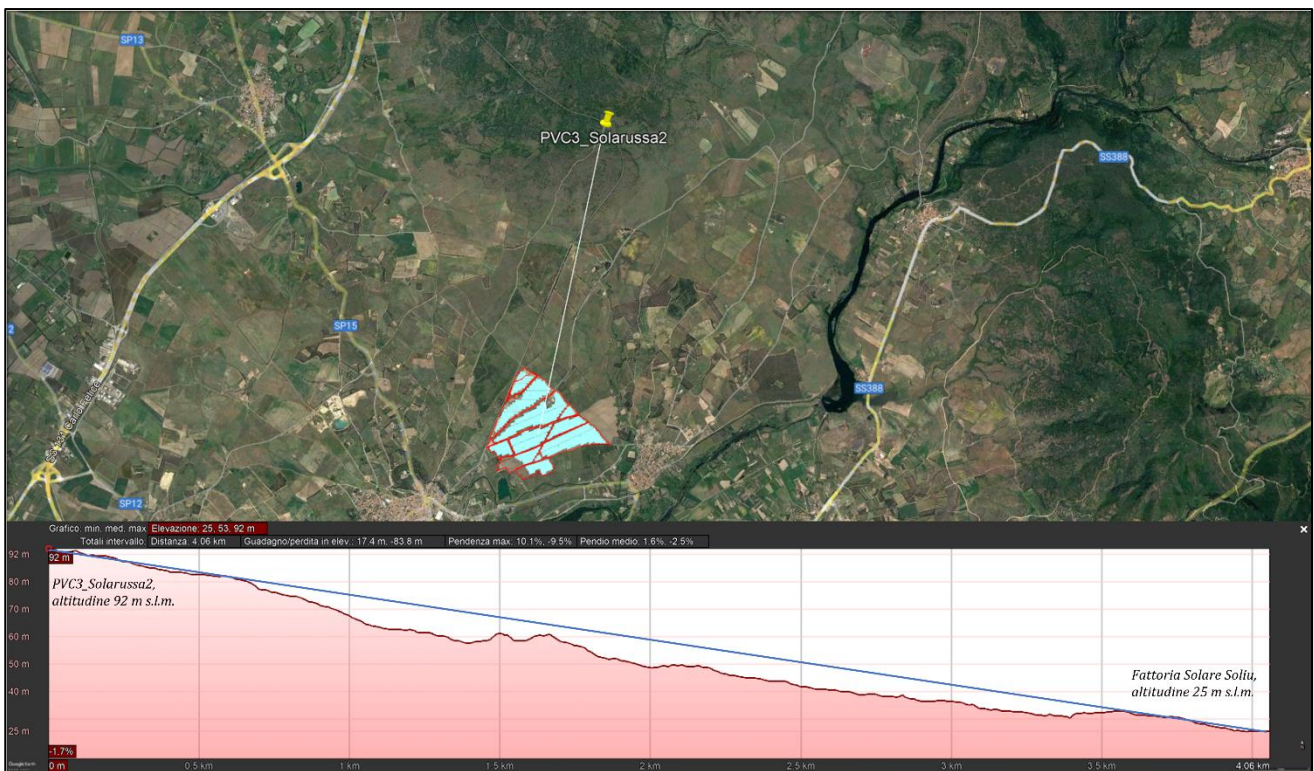 SP13
PVC3_Solarussa2
SS388
SP15
SS388
Carlo Felice
SP12
Grafico: min. med. max Elevazione: 25, 53, 92 m
Totali intervallo: Distanza: 4.06 km Guadagno/perdita in elev.: 17.4 m, -83.8 m Pendenza max: 10.1%, -9.5% Pendio medio: 1.6%, -2.5%
92 m
92 m
PVC3_Solarussa2,
altitudine 92 m s.l.m.
80 m
70 m
60 m
40 m
25 m
Fattoria Solare Soliu,
altitudine 25 m s.l.m.
-1.7%
0 m
0.5 km
1 km
1.5 km
2 km
2.5 km
3 km
3.5 km
4.06 km